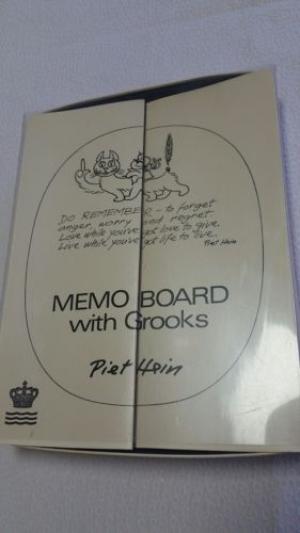 DO REMEMBER - to forget
anger, worry and regret.
Love while you've got love to give.
Live while you've got life to live.
Piet Hein
MEMO BOARD
with Grooks
Piet Hein